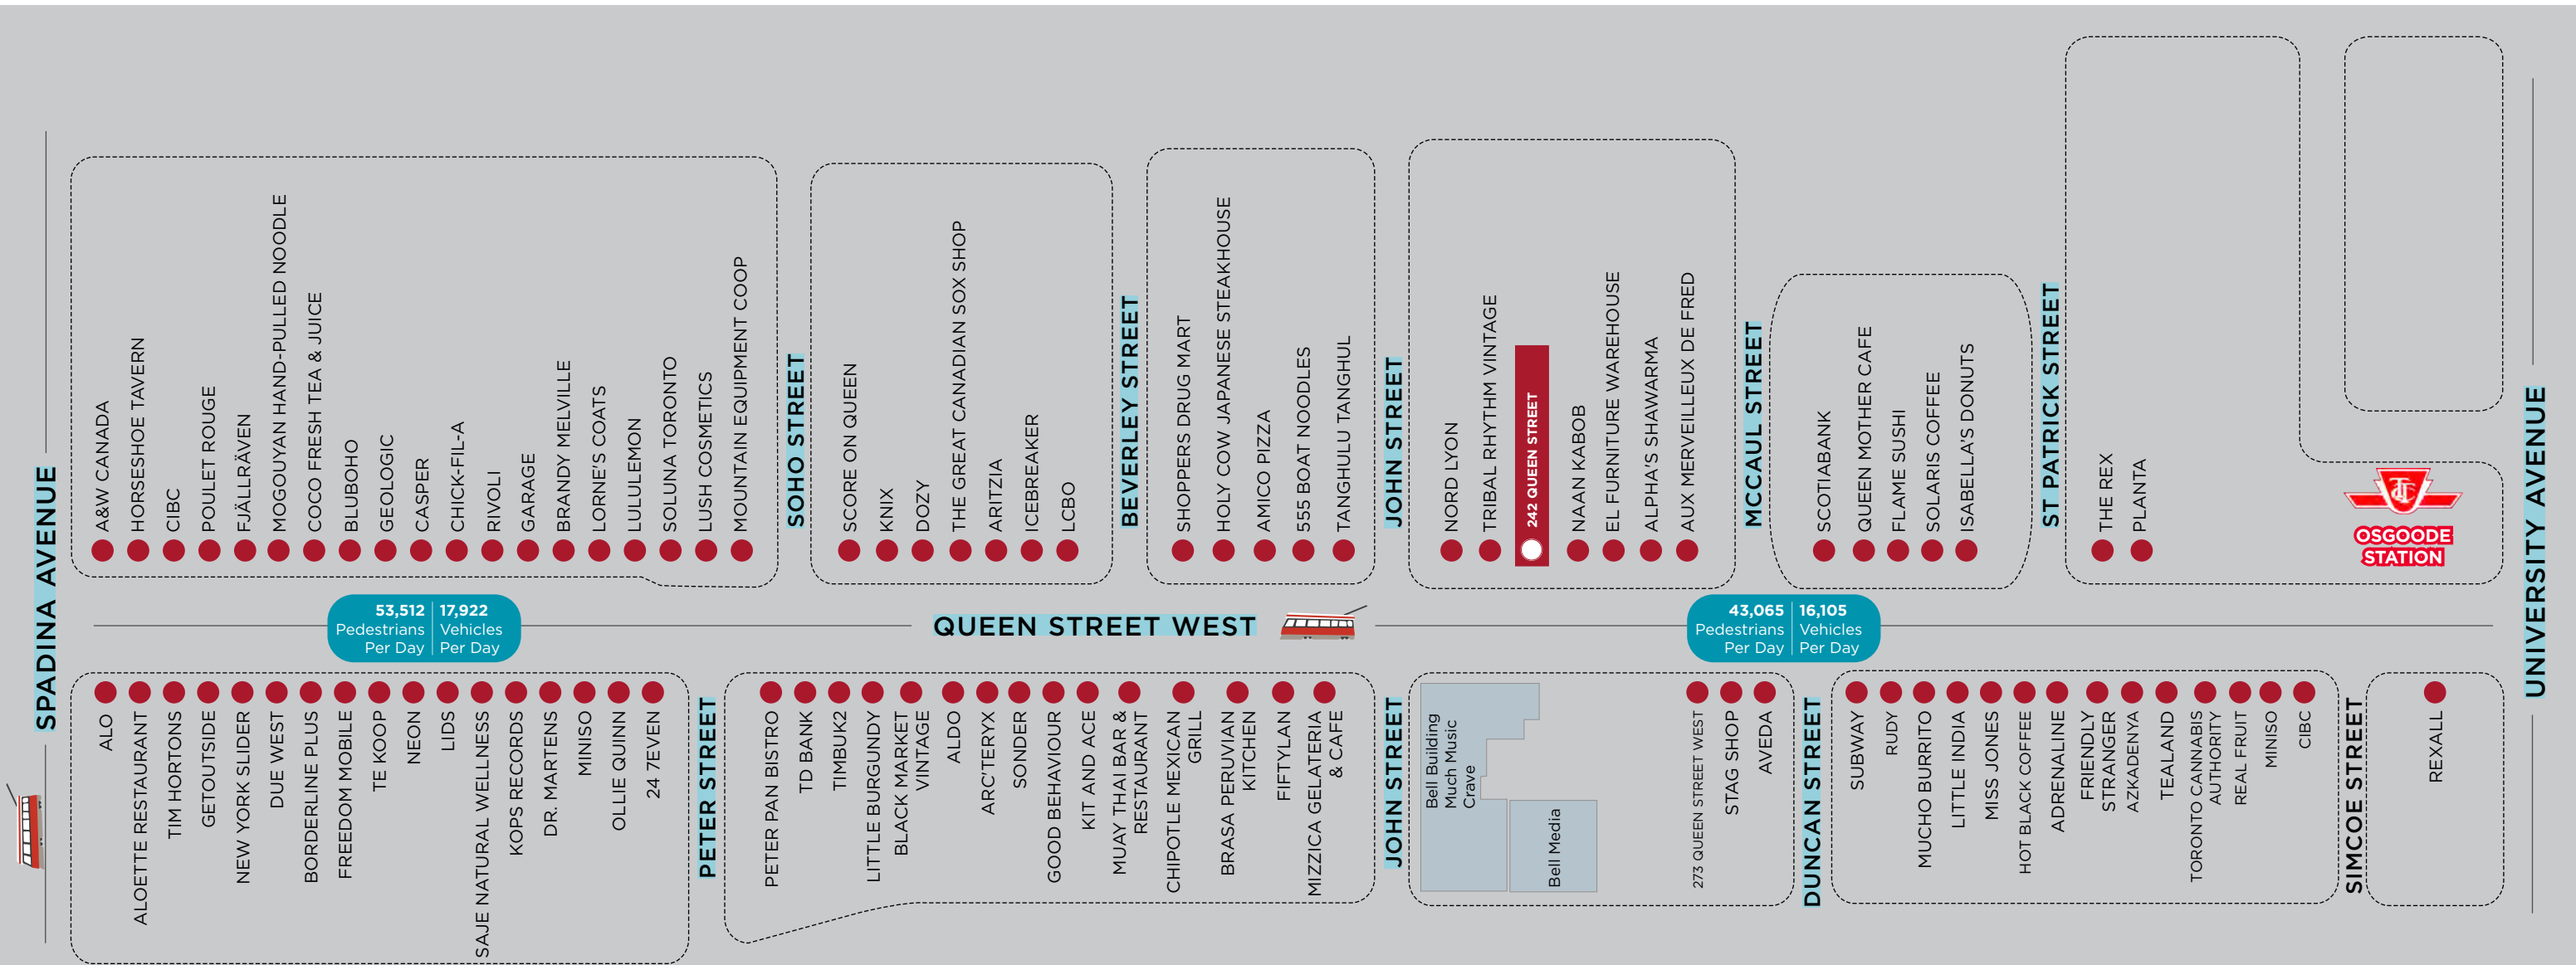 SPADINA AVENUE
A&W CANADA
HORSESHOE TAVERN
CIBC
POULET ROUGE
FJÄLLRÄVEN
MOGOUYAN HAND-PULLED NOODLE
COCO FRESH TEA & JUICE
BLUBOHO
GEOLOGIC
CASPER
CHICK-FIL-A
RIVOLI
GARAGE
BRANDY MELVILLE
LORNE'S COATS
LULULEMON
SOLUNA TORONTO
LUSH COSMETICS
MOUNTAIN EQUIPMENT COOP
SOHO STREET
SCORE ON QUEEN
KNIX
DOZY
THE GREAT CANADIAN SOX SHOP
ARITZIA
ICEBREAKER
LCBO
BEVERLEY STREET
SHOPPERS DRUG MART
HOLY COW JAPANESE STEAKHOUSE
AMICO PIZZA
555 BOAT NOODLES
TANGHULU TANGHUL
JOHN STREET
NORD LYON
TRIBAL RHYTHM VINTAGE
242 QUEEN STREET
NAAN KABOB
EL FURNITURE WAREHOUSE
ALPHA'S SHAWARMA
AUX MERVEILLEUX DE FRED
MCCAUL STREET
SCOTIABANK
QUEEN MOTHER CAFE
FLAME SUSHI
SOLARIS COFFEE
ISABELLA'S DONUTS
ST PATRICK STREET
THE REX
PLANTA
TTC
OSGOODE
STATION
UNIVERSITY AVENUE
53,512
Pedestrians
Per Day
17,922
Vehicles
Per Day
QUEEN STREET WEST
43,065
Pedestrians
Per Day
16,105
Vehicles
Per Day
ALO
ALOETTE RESTAURANT
TIM HORTONS
GETOUTSIDE
NEW YORK SLIDER
DUE WEST
BORDERLINE PLUS
FREEDOM MOBILE
TE KOOP
NEON
LIDS
SAJE NATURAL WELLNESS
KOPS RECORDS
DR. MARTENS
MINISO
OLLIE QUINN
24 7EVEN
PETER STREET
PETER PAN BISTRO
TD BANK
TIMBUK2
LITTLE BURGUNDY
BLACK MARKET
VINTAGE
ALDO
ARC'TERYX
SONDER
GOOD BEHAVIOUR
KIT AND ACE
MUAY THAI BAR &
RESTAURANT
CHIPOTLE MEXICAN
GRILL
BRASA PERUVIAN
KITCHEN
FIFTYLAN
MIZZICA GELATERIA
& CAFE
JOHN STREET
Bell Building
Much Music
Crave
Bell Media
273 QUEEN STREET WEST
STAG SHOP
AVEDA
DUNCAN STREET
SUBWAY
RUDY
MUCHO BURRITO
LITTLE INDIA
MISS JONES
HOT BLACK COFFEE
ADRENALINE
FRIENDLY
STRANGER
AZKADENYA
TEALAND
TORONTO CANNABIS
AUTHORITY
REAL FRUIT
MINISO
CIBC
SIMCOE STREET
REXALL